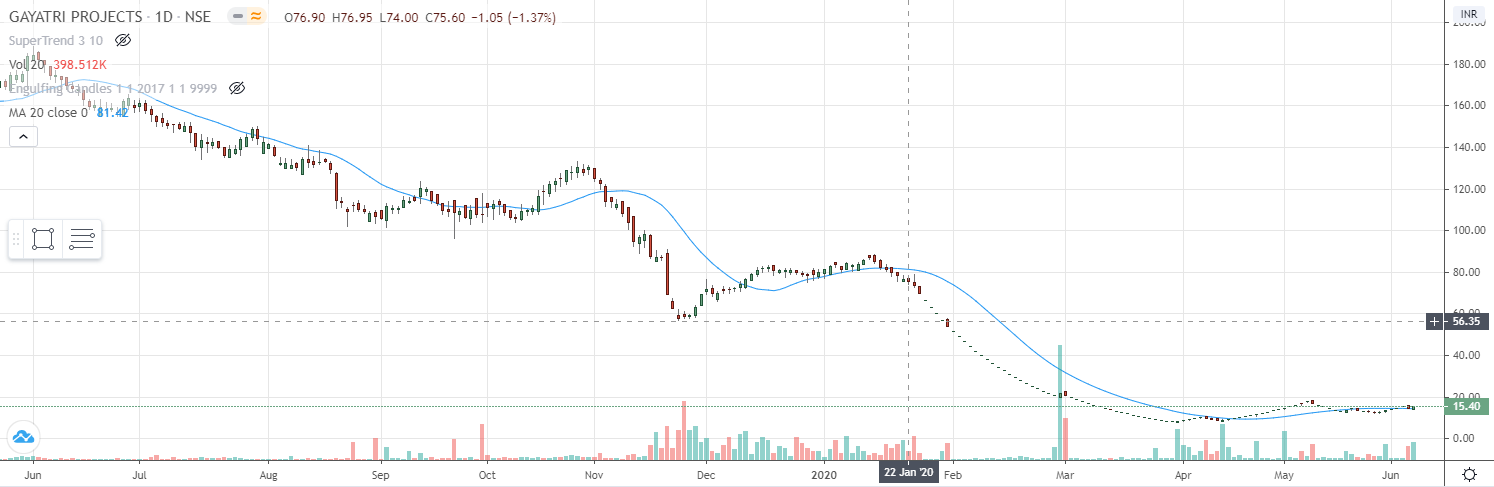 GAYATRI PROJECTS · 1D · NSE O76.90 H76.95 L74.00 C75.60 −1.05 (−1.37%)
SuperTrend 3 10
Vol 20 398.512K
Engulfing Candles 1 1 2017 1 1 9999
MA 20 close 0 81.42
INR
200.00
180.00
160.00
140.00
120.00
100.00
80.00
60.00
56.35
40.00
20.00
15.40
0.00
Jun Jul Aug Sep Oct Nov Dec 2020 22 Jan '20 Feb Mar Apr May Jun